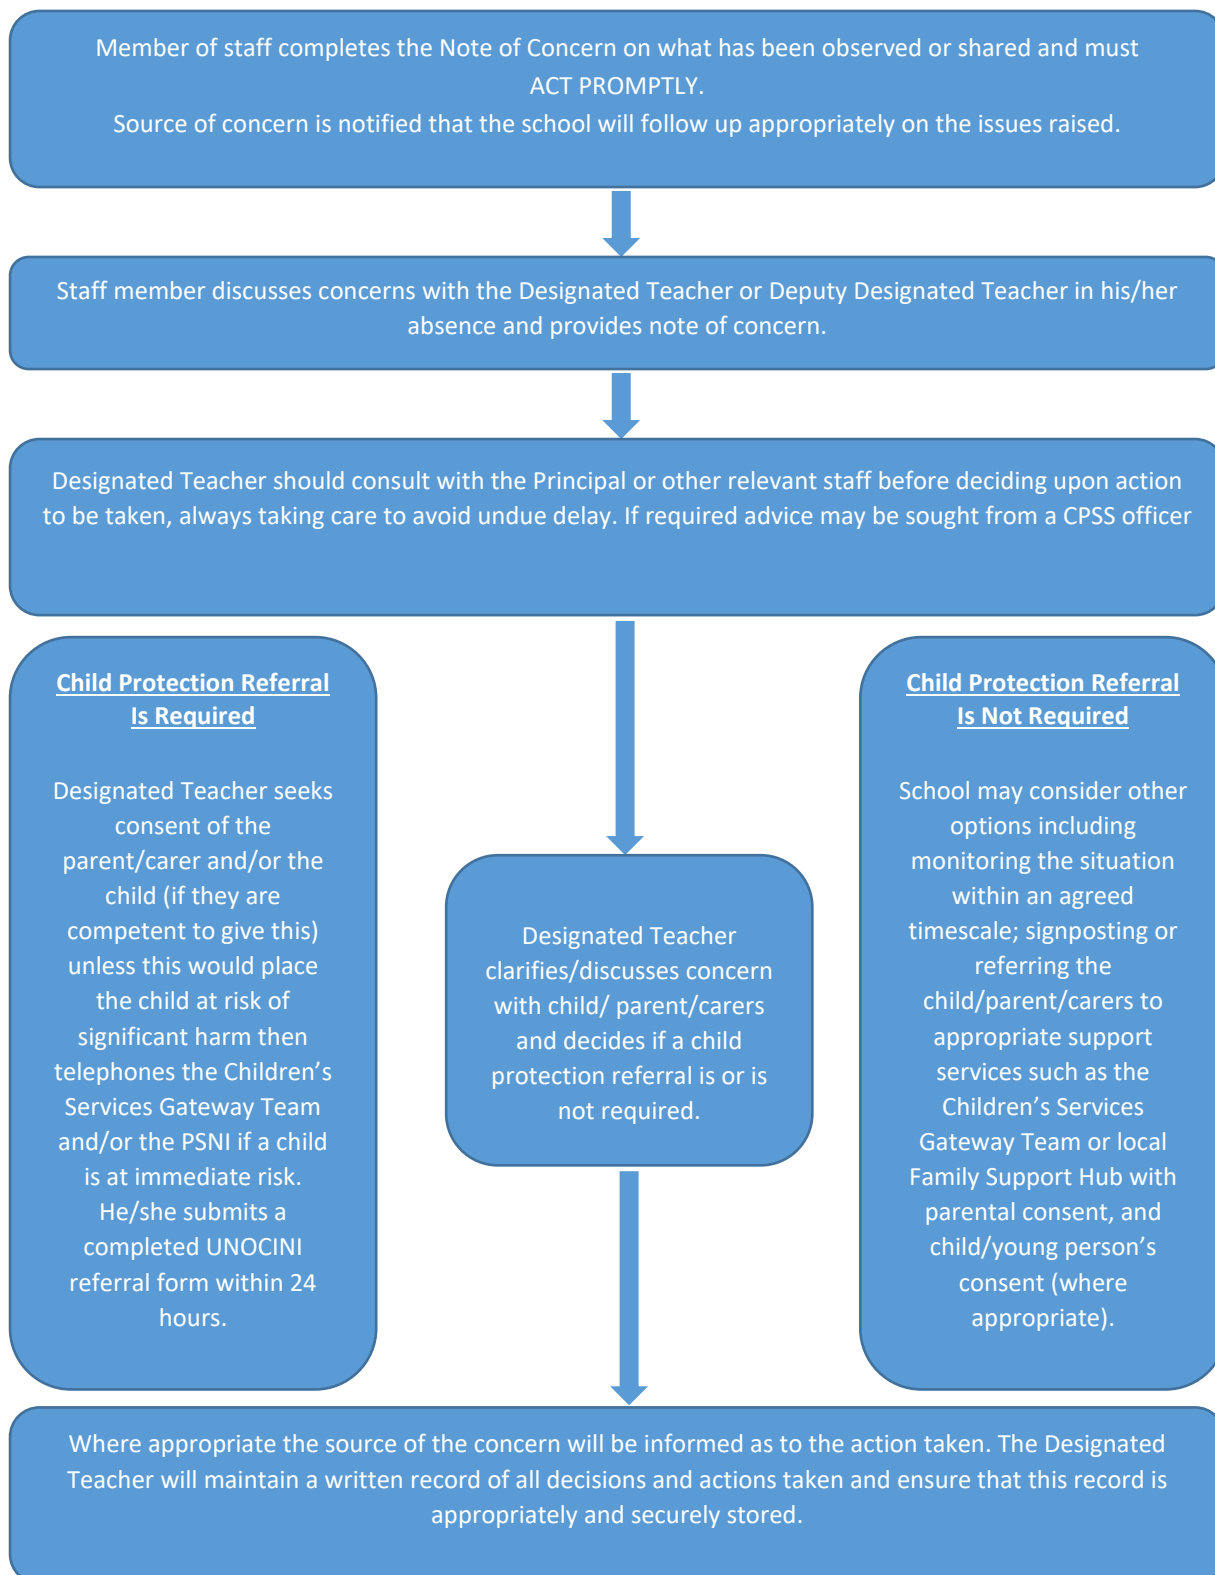 Member of staff completes the Note of Concern on what has been observed or shared and must
ACT PROMPTLY.
Source of concern is notified that the school will follow up appropriately on the issues raised.
Staff member discusses concerns with the Designated Teacher or Deputy Designated Teacher in his/her
absence and provides note of concern.
Designated Teacher should consult with the Principal or other relevant staff before deciding upon action
to be taken, always taking care to avoid undue delay. If required advice may be sought from a CPSS officer
Child Protection Referral
Is Required
Designated Teacher seeks
consent of the
parent/carer and/or the
child (if they are
competent to give this)
unless this would place
the child at risk of
significant harm then
telephones the Children’s
Services Gateway Team
and/or the PSNI if a child
is at immediate risk.
He/she submits a
completed UNOCINI
referral form within 24
hours.
Designated Teacher
clarifies/discusses concern
with child/ parent/carers
and decides if a child
protection referral is or is
not required.
Child Protection Referral
Is Not Required
School may consider other
options including
monitoring the situation
within an agreed
timescale; signposting or
referring the
child/parent/carers to
appropriate support
services such as the
Children’s Services
Gateway Team or local
Family Support Hub with
parental consent, and
child/young person’s
consent (where
appropriate).
Where appropriate the source of the concern will be informed as to the action taken. The Designated
Teacher will maintain a written record of all decisions and actions taken and ensure that this record is
appropriately and securely stored.